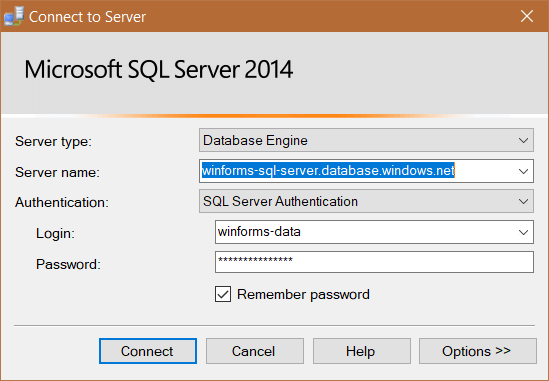 Connect to Server
Microsoft SQL Server 2014
Server type: Database Engine
Server name: winforms-sql-server.database.windows.net
Authentication: SQL Server Authentication
Login: winforms-data
Password: ***************
Remember password
Connect Cancel Help Options >>